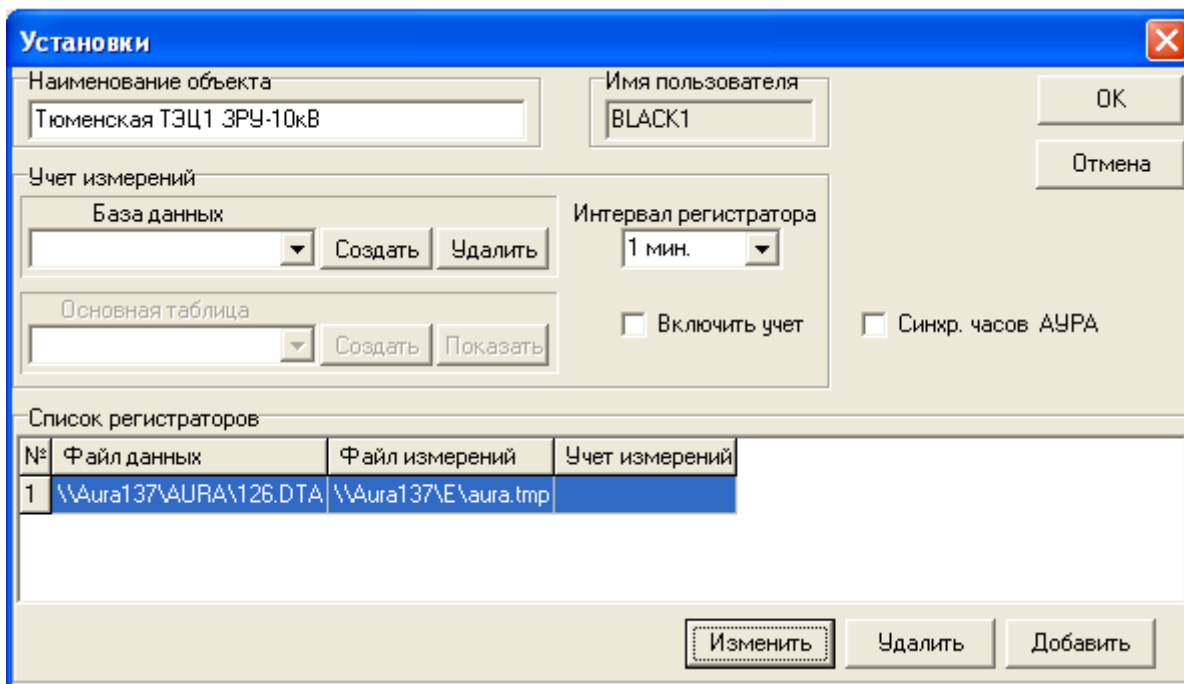 Установки
Наименование объекта
Тюменская ТЭЦ1 ЗРУ-10кВ
Имя пользователя
BLACK1
OK
Отмена
Учет измерений
База данных
Создать
Удалить
Интервал регистратора
1 мин.
Основная таблица
Создать
Показать
Включить учет
Синхр. часов АУРА
Список регистраторов
№ Файл данных Файл измерений Учет измерений
1 \\Aura137\AURA\126.DTA \\Aura137\E\aura.tmp
Изменить Удалить Добавить